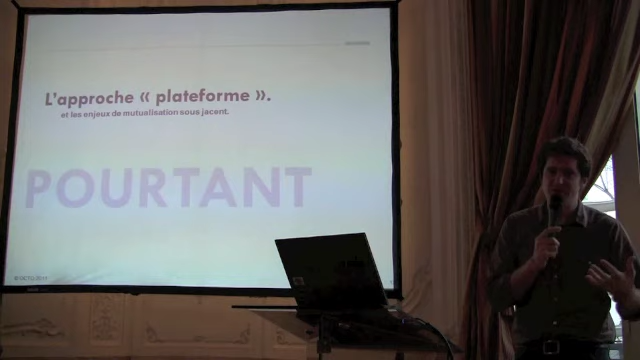 L'approche « plateforme ».
et les enjeux de mutualisation sous jacent.
POURTANT